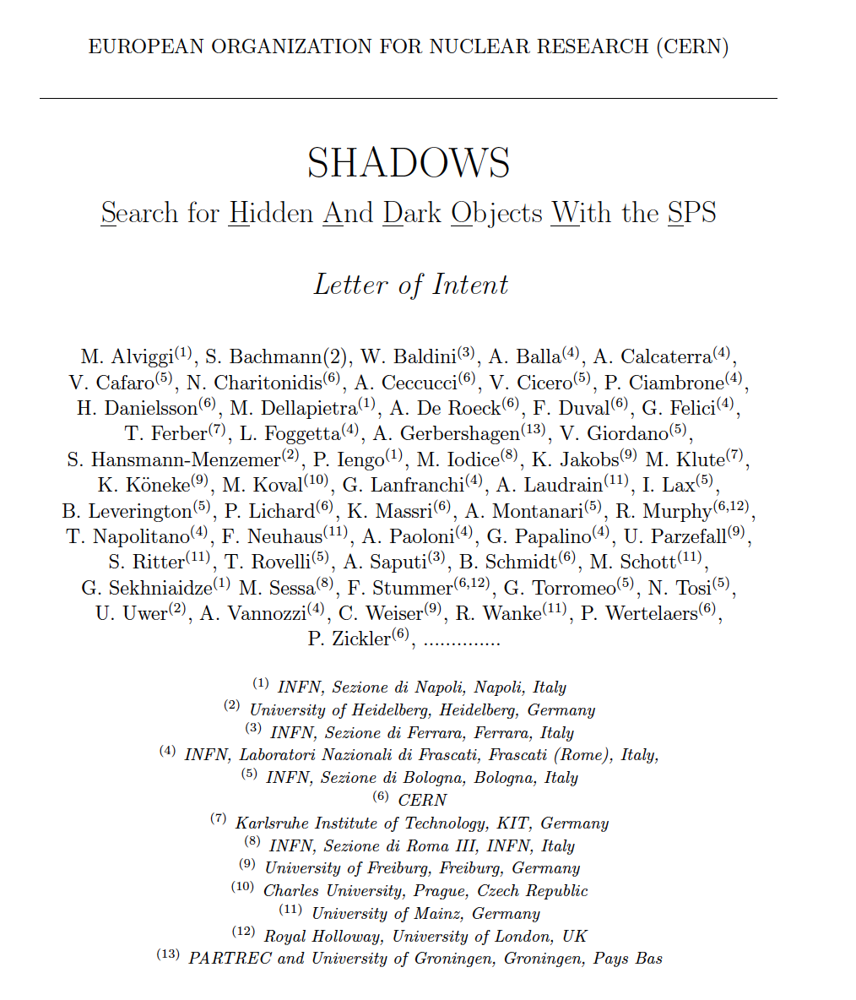 EUROPEAN ORGANIZATION FOR NUCLEAR RESEARCH (CERN)
SHADOWS
Search for Hidden And Dark Objects With the SPS
Letter of Intent
M. Alviggi(1), S. Bachmann(2), W. Baldini(3), A. Balla(4), A. Calcaterra(4),
V. Cafaro(5), N. Charitonidis(6), A. Ceccucci(6), V. Cicero(5), P. Ciambrone(4),
H. Danielsson(6), M. Dellapietra(1), A. De Roeck(6), F. Duval(6), G. Felici(4),
T. Ferber(7), L. Foggetta(4), A. Gerbershagen(13), V. Giordano(5),
S. Hansmann-Menzemer(2), P. Iengo(1), M. Iodice(8), K. Jakobs(9) M. Klute(7),
K. Köneke(9), M. Koval(10), G. Lanfranchi(4), A. Laudrain(11), I. Lax(5),
B. Leverington(5), P. Lichard(6), K. Massri(6), A. Montanari(5), R. Murphy(6,12),
T. Napolitano(4), F. Neuhaus(11), A. Paoloni(4), G. Papalino(4), U. Parzefall(9),
S. Ritter(11), T. Rovelli(5), A. Saputi(3), B. Schmidt(6), M. Schott(11),
G. Sekhniaidze(1) M. Sessa(8), F. Stummer(6,12), G. Torromeo(5), N. Tosi(5),
U. Uwer(2), A. Vannozzi(4), C. Weiser(9), R. Wanke(11), P. Wertelaers(6),
P. Zickler(6), ..............
(1) INFN, Sezione di Napoli, Napoli, Italy
(2) University of Heidelberg, Heidelberg, Germany
(3) INFN, Sezione di Ferrara, Ferrara, Italy
(4) INFN, Laboratori Nazionali di Frascati, Frascati (Rome), Italy,
(5) INFN, Sezione di Bologna, Bologna, Italy
(6) CERN
(7) Karlsruhe Institute of Technology, KIT, Germany
(8) INFN, Sezione di Roma III, INFN, Italy
(9) University of Freiburg, Freiburg, Germany
(10) Charles University, Prague, Czech Republic
(11) University of Mainz, Germany
(12) Royal Holloway, University of London, UK
(13) PARTREC and University of Groningen, Groningen, Pays Bas